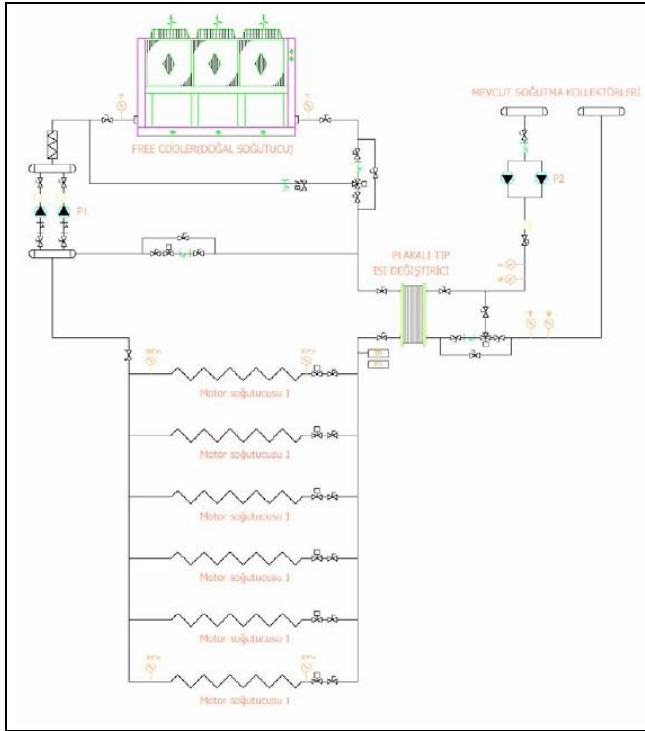 MEVCUT SOĞUTMA KOLLEKTÖRLERİ
FREE COOLER(DOĞAL SOĞUTUCU)
P1
P2
PLAKALI TİP
ISI DEĞİŞTİRİCİ
Motor soğutucusu 1
Motor soğutucusu 1
Motor soğutucusu 1
Motor soğutucusu 1
Motor soğutucusu 1
Motor soğutucusu 1